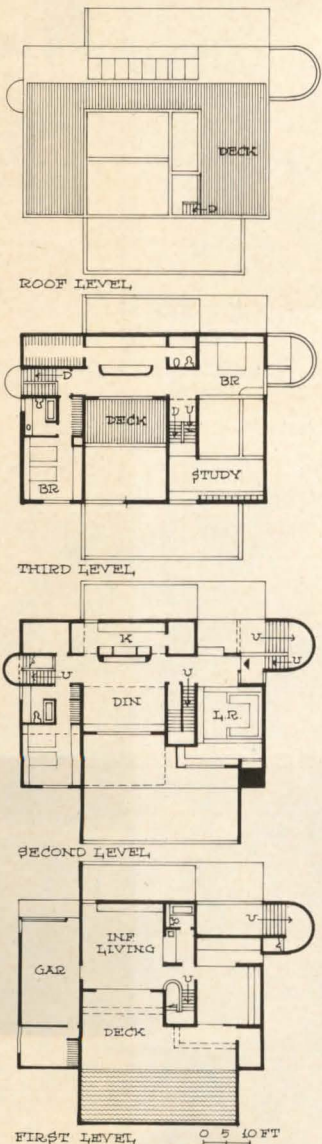 DECK
D
ROOF LEVEL
D
BR
DECK
D U
BR
STUDY
THIRD LEVEL
K
U
U
U
U
DIN
L.R.
SECOND LEVEL
U
INF.
LIVING
GAR
U
DECK
FIRST LEVEL
0 5 10 FT